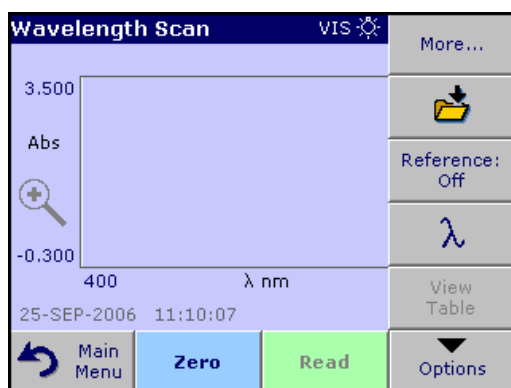 Wavelength Scan
VIS
More...
3.500
Abs
Reference:
Off
λ
-0.300
400
λ nm
View
Table
25-SEP-2006 11:10:07
Main
Menu
Zero
Read
Options